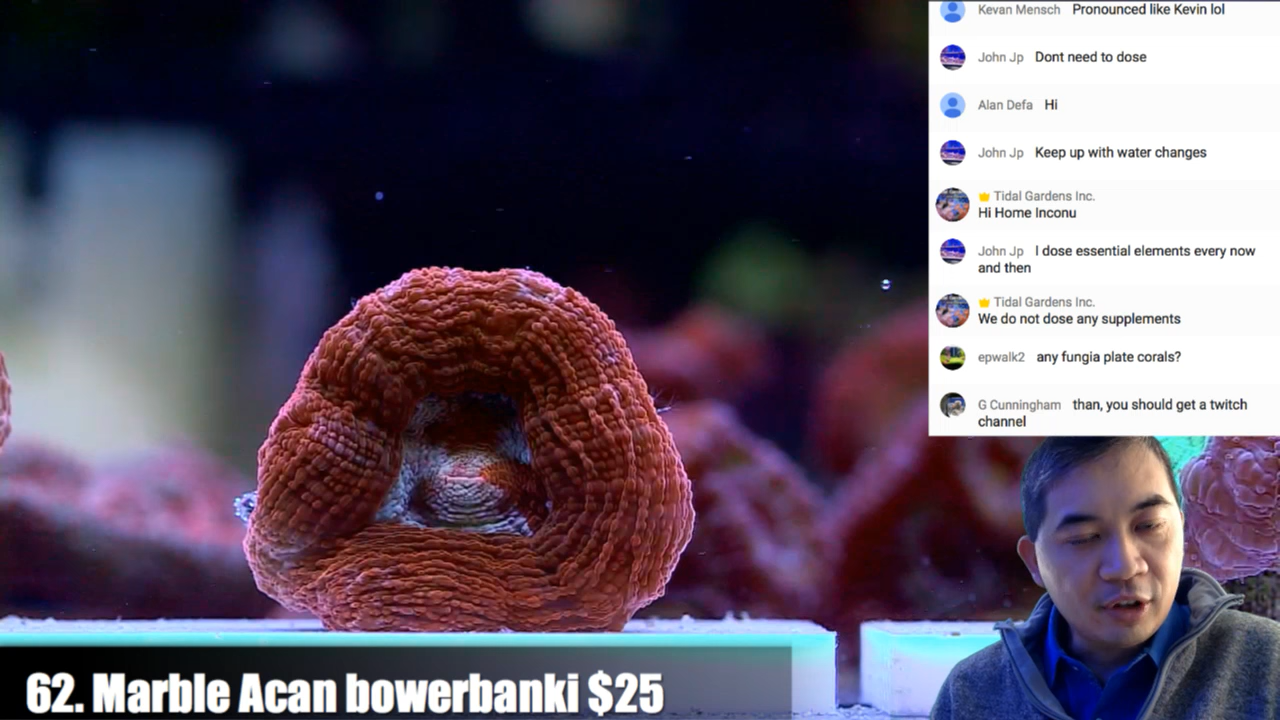 Kevan Mensch Pronounced like Kevin lol
John Jp Dont need to dose
Alan Defa Hi
John Jp Keep up with water changes
Tidal Gardens Inc.
Hi Home Inconu
John Jp I dose essential elements every now
and then
Tidal Gardens Inc.
We do not dose any supplements
epwalk2 any fungia plate corals?
G Cunningham than, you should get a twitch
channel
62. Marble Acan bowerbanki $25